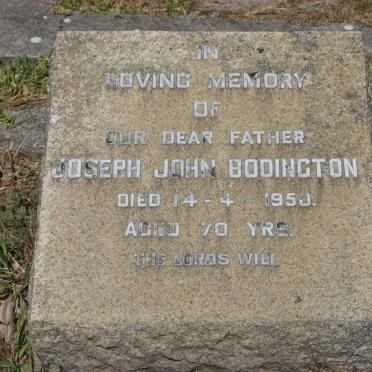 IN
LOVING MEMORY
OF
OUR DEAR FATHER
JOSEPH JOHN BODINGTON
DIED 14-4-1950.
AGED 70 YRS.
THE LORDS WILL